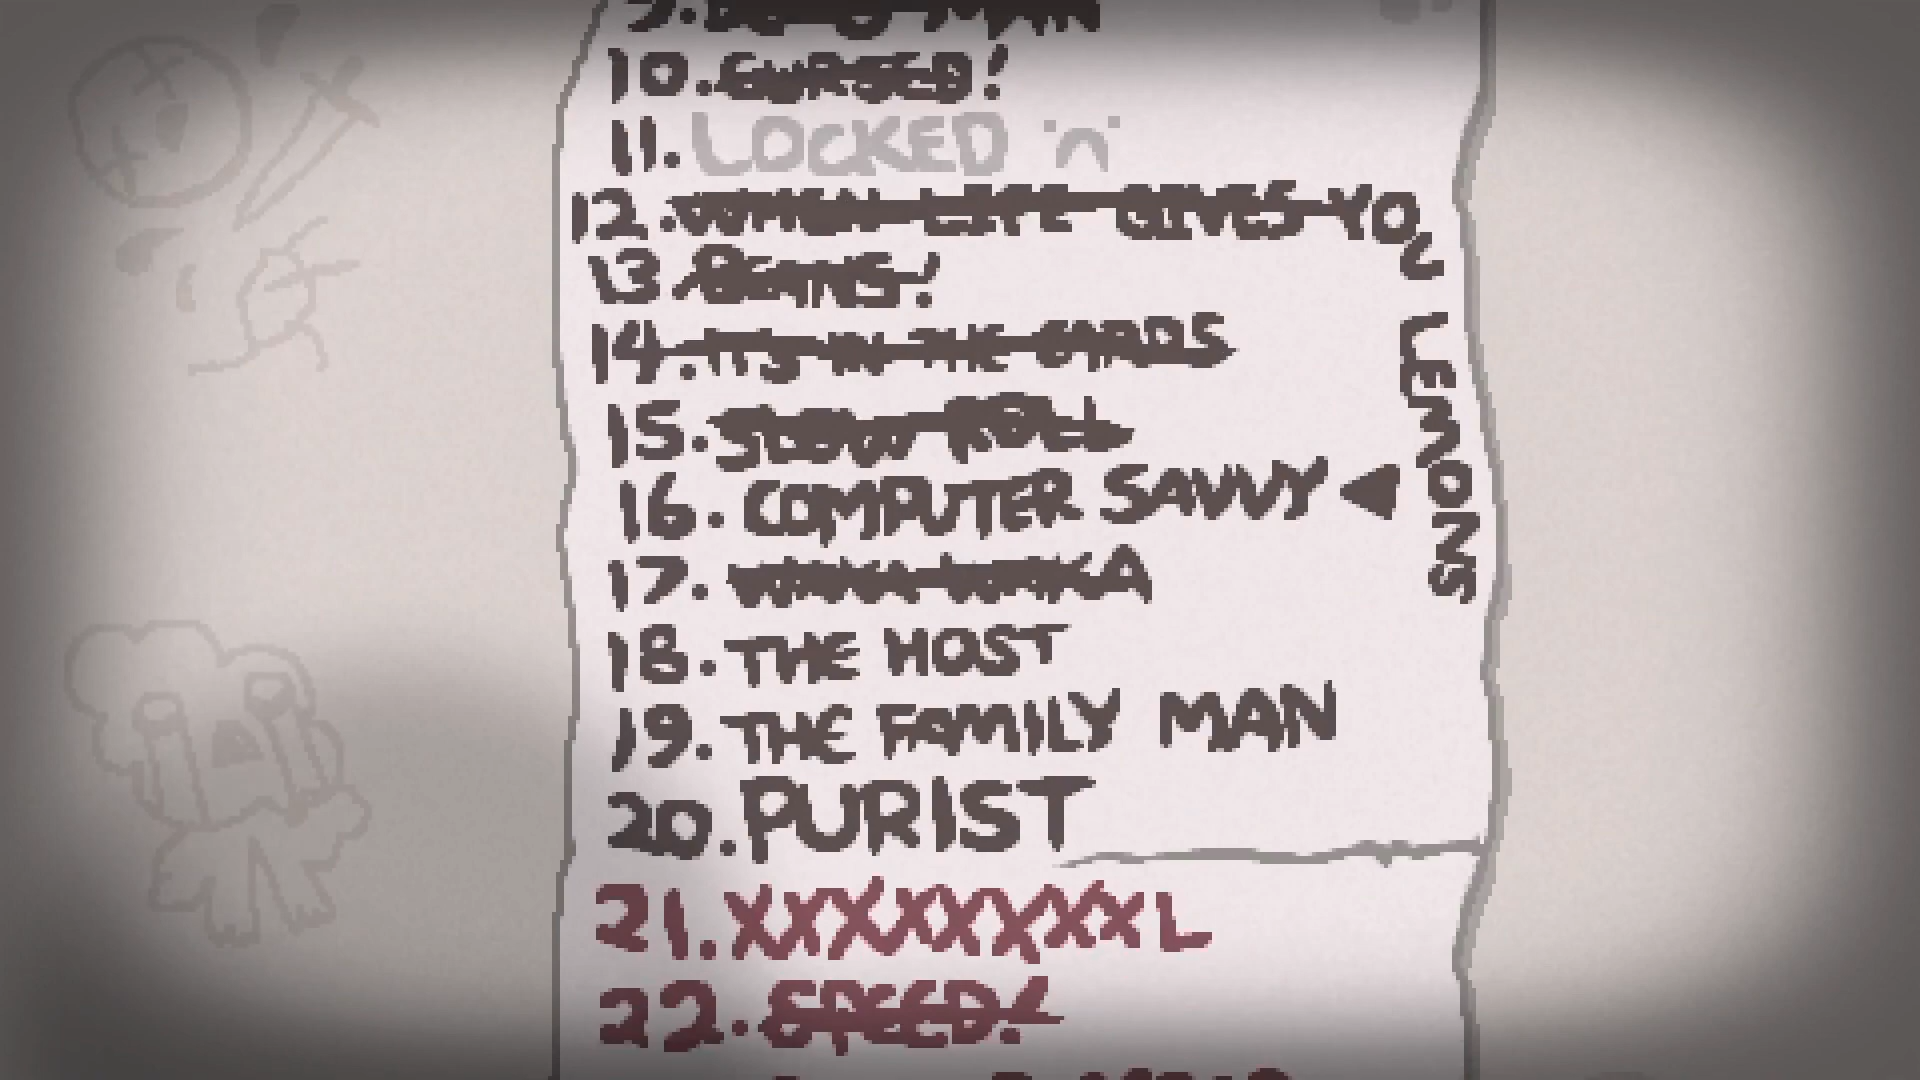 10.CURSED!
11.LOCKED
12.WHEN LIFE GIVES YOU LEMONS
13.BEANS!
14.IT'S IN THE CARDS
15.SLOW ROLL
16.COMPUTER SAVVY
17.WAKA WAKA
18.THE HOST
19.THE FAMILY MAN
20.PURIST
21.XXXXXXXXL
22.SPEED!